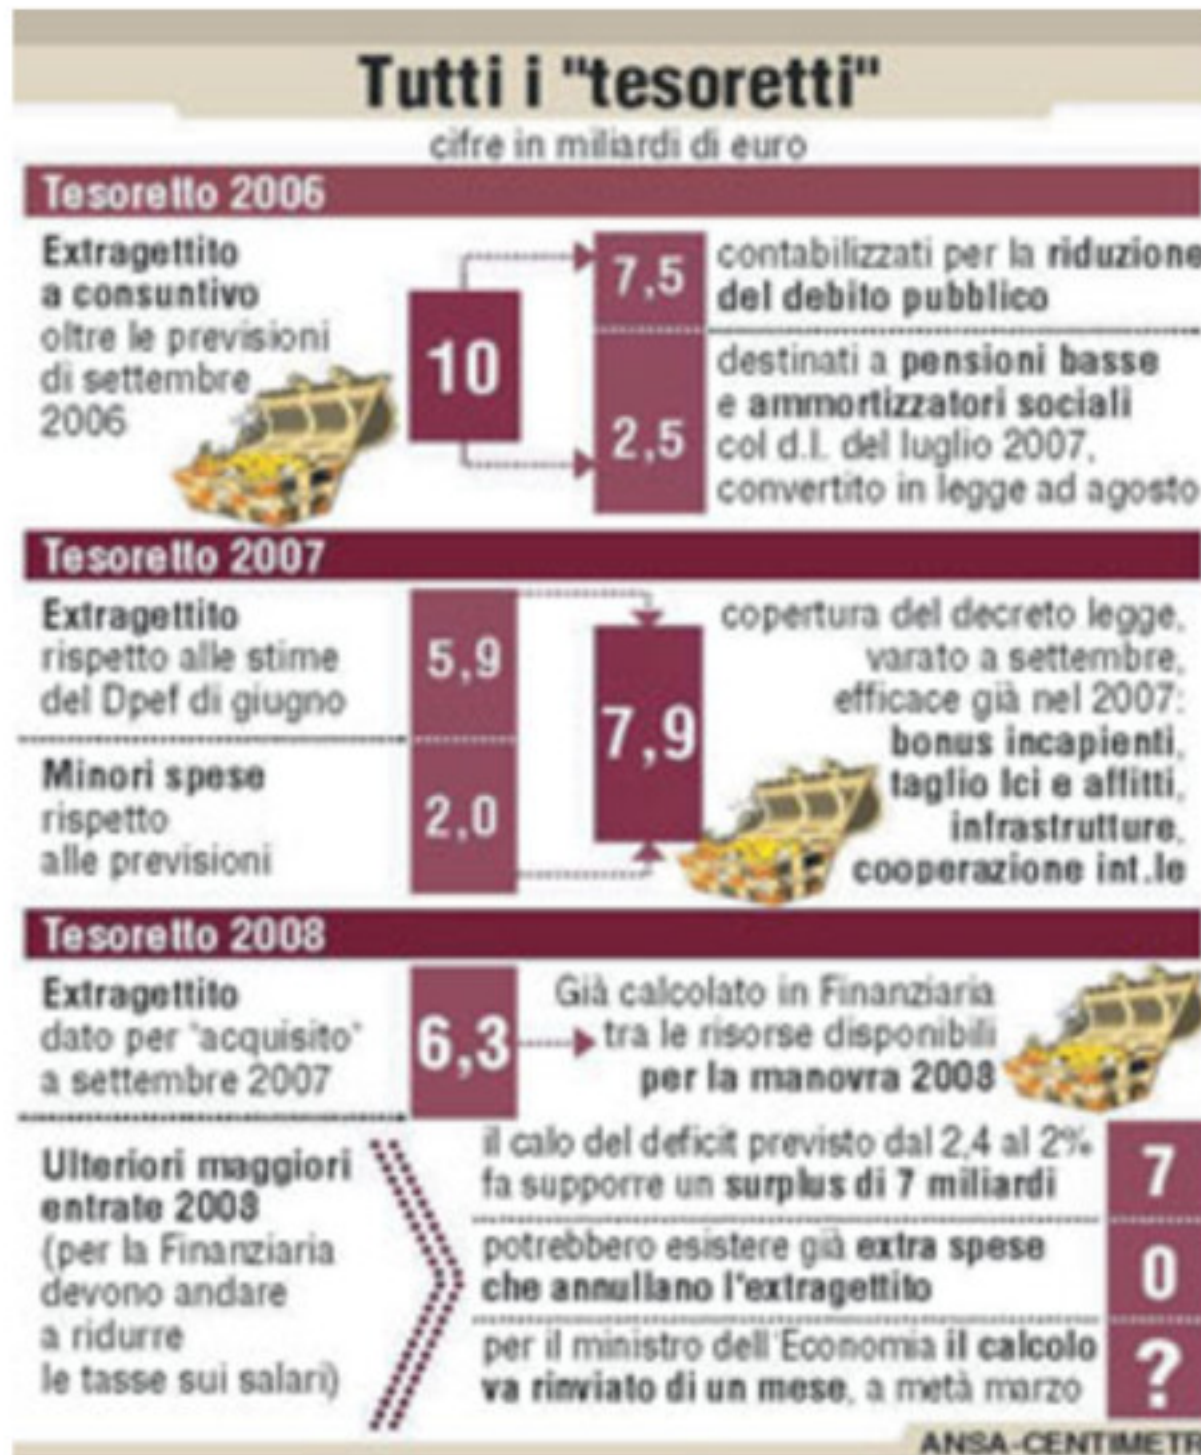 Tutti i "tesoretti"
cifre in miliardi di euro
Tesoretto 2006
Extragettito
a consuntivo
oltre le previsioni
di settembre
2006
10
7,5
contabilizzati per la riduzione
del debito pubblico
2,5
destinati a pensioni basse
e ammortizzatori sociali
col d.l. del luglio 2007,
convertito in legge ad agosto
Tesoretto 2007
Extragettito
rispetto alle stime
del Dpef di giugno
5,9
Minori spese
rispetto
alle previsioni
2,0
7,9
copertura del decreto legge,
varato a settembre,
efficace già nel 2007:
bonus incapienti,
taglio Ici e affitti,
infrastrutture,
cooperazione int.le
Tesoretto 2008
Extragettito
dato per "acquisito"
a settembre 2007
6,3
Già calcolato in Finanziaria
tra le risorse disponibili
per la manovra 2008
Ulteriori maggiori
entrate 2008
(per la Finanziaria
devono andare
a ridurre
le tasse sui salari)
il calo del deficit previsto dal 2,4 al 2%
fa supporre un surplus di 7 miliardi
7
potrebbero esistere già extra spese
che annullano l'extragettito
0
per il ministro dell'Economia il calcolo
va rinviato di un mese, a metà marzo
?
ANSA-CENTIMETR